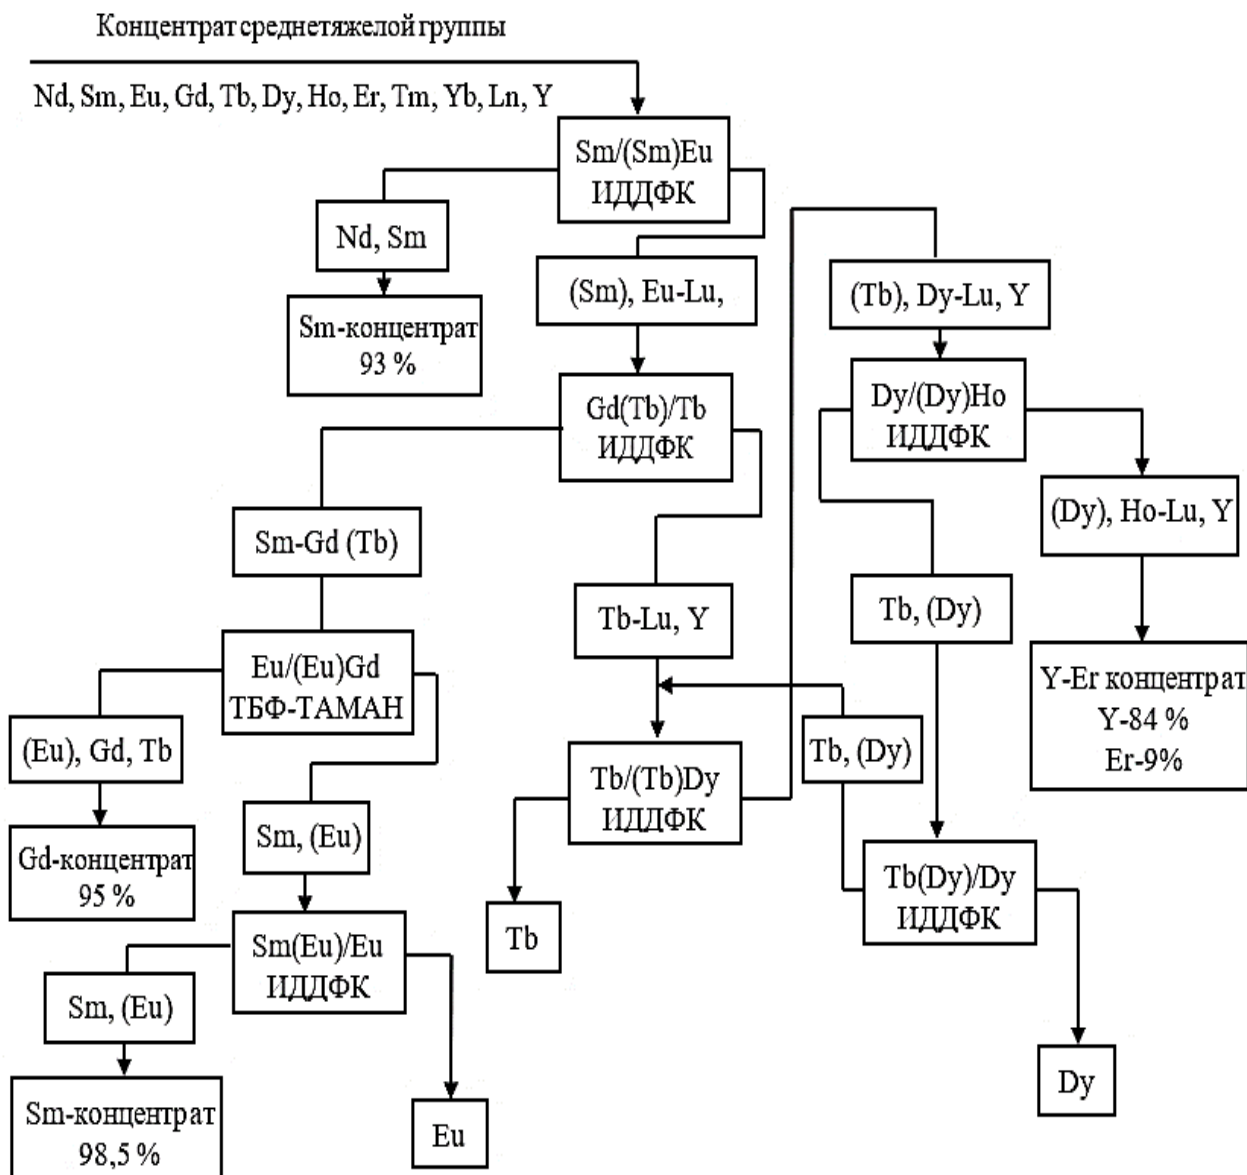 Концентрат среднетяжелой группы
Nd, Sm, Eu, Gd, Tb, Dy, Ho, Er, Tm, Yb, Ln, Y
Sm/(Sm)Eu
ИДДФК
Nd, Sm
Sm-концентрат
93 %
(Sm), Eu-Lu,
(Tb), Dy-Lu, Y
Gd(Tb)/Tb
ИДДФК
Dy/(Dy)Ho
ИДДФК
Sm-Gd (Tb)
(Dy), Ho-Lu, Y
Tb-Lu, Y
Tb, (Dy)
Eu/(Eu)Gd
ТБФ-ТАМАН
Y-Er концентрат
Y-84 %
Er-9%
(Eu), Gd, Tb
Tb/(Tb)Dy
ИДДФК
Tb, (Dy)
Gd-концентрат
95 %
Sm, (Eu)
Tb(Dy)/Dy
ИДДФК
Tb
Sm(Eu)/Eu
ИДДФК
Sm, (Eu)
Sm-концентрат
98,5 %
Eu
Dy